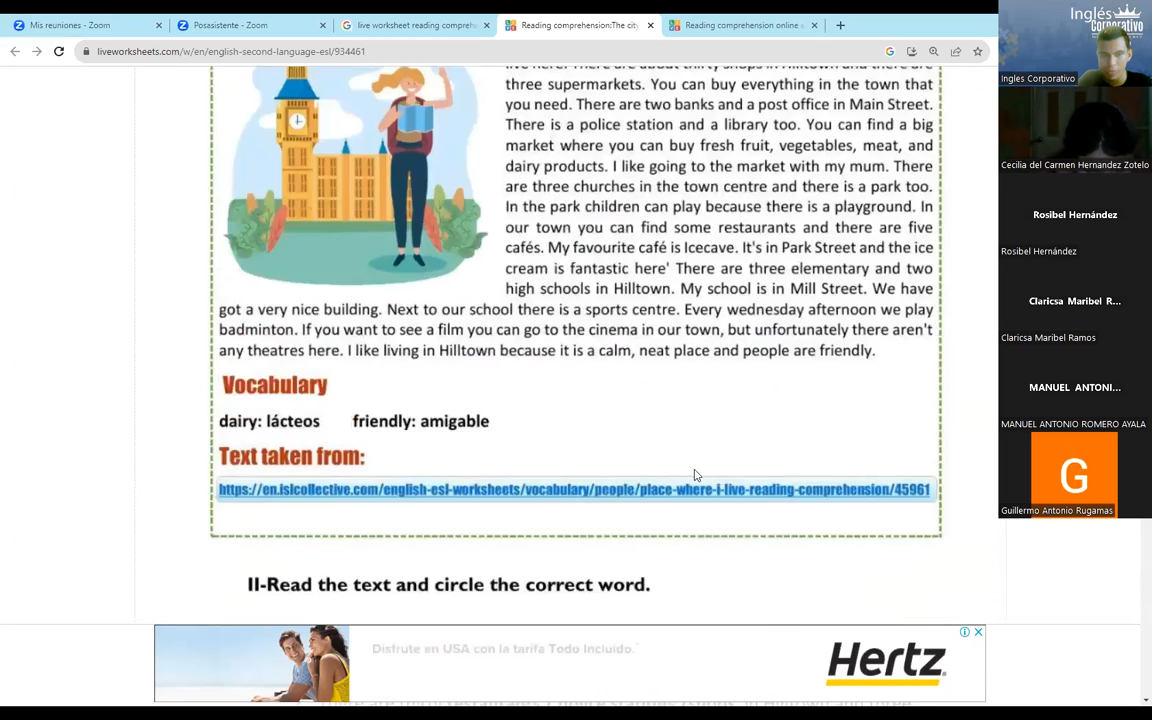 Mis reuniones - Zoom
Posasistente - Zoom
live worksheet reading compreh
Reading comprehension:The city
Reading comprehension online e
liveworksheets.com/w/en/english-second-language-esl/934461
three supermarkets. You can buy everything in the town that
you need. There are two banks and a post office in Main Street.
There is a police station and a library too. You can find a big
market where you can buy fresh fruit, vegetables, meat, and
dairy products. I like going to the market with my mum. There
are three churches in the town centre and there is a park too.
In the park children can play because there is a playground. In
our town you can find some restaurants and there are five
cafés. My favourite café is Icecave. It's in Park Street and the ice
cream is fantastic here' There are three elementary and two
high schools in Hilltown. My school is in Mill Street. We have
got a very nice building. Next to our school there is a sports centre. Every wednesday afternoon we play
badminton. If you want to see a film you can go to the cinema in our town, but unfortunately there aren't
any theatres here. I like living in Hilltown because it is a calm, neat place and people are friendly.
Vocabulary
dairy: lácteos friendly: amigable
Text taken from:
https://en.islcollective.com/english-esl-worksheets/vocabulary/people/place-where-i-live-reading-comprehension/45961
II-Read the text and circle the correct word.
Disfrute en USA con la tarifa Todo Incluido.
Hertz
Inglés
Corporativo
Ingles Corporativo
Cecilia del Carmen Hernandez Zotelo
Rosibel Hernández
Rosibel Hernández
Claricsa Maribel R...
Claricsa Maribel Ramos
MANUEL ANTONI...
MANUEL ANTONIO ROMERO AYALA
G
Guillermo Antonio Rugamas